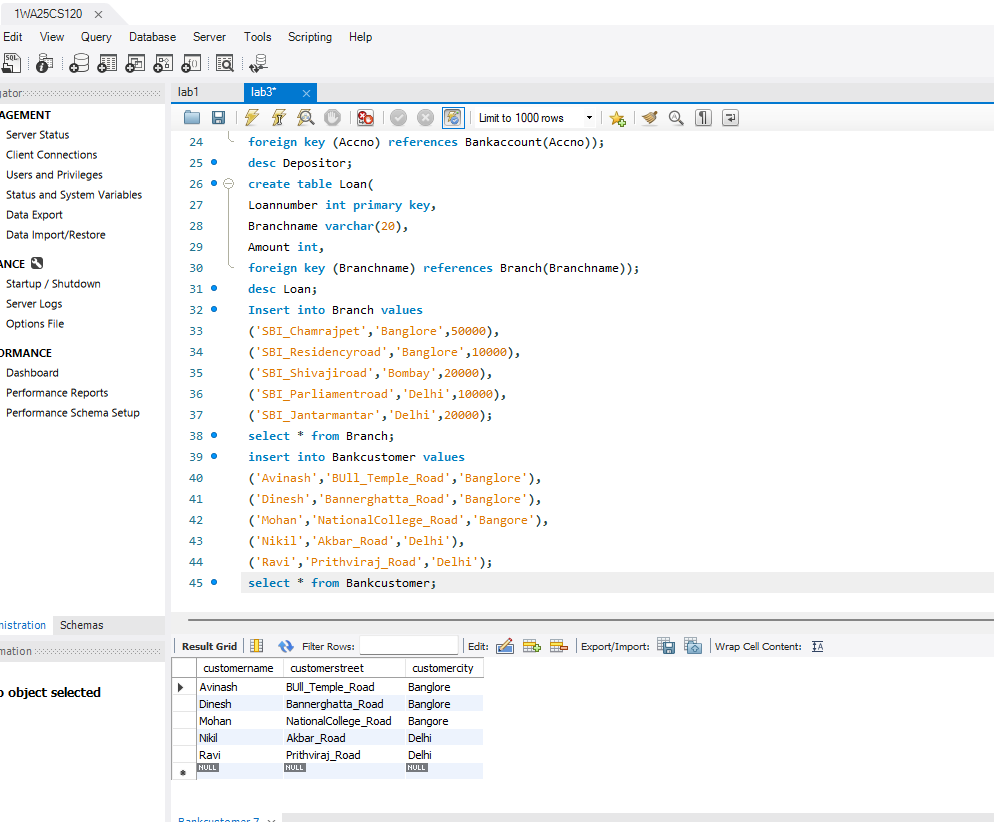 1WA25CS120
Edit View Query Database Server Tools Scripting Help
SQL
gator
lab1 lab3*
AGEMENT
Server Status
Client Connections
Users and Privileges
Status and System Variables
Data Export
Data Import/Restore
ANCE
Startup / Shutdown
Server Logs
Options File
ORMANCE
Dashboard
Performance Reports
Performance Schema Setup
nistration Schemas
mation
o object selected
Limit to 1000 rows
24 foreign key (Accno) references Bankaccount(Accno));
25 desc Depositor;
26 create table Loan(
27 Loannumber int primary key,
28 Branchname varchar(20),
29 Amount int,
30 foreign key (Branchname) references Branch(Branchname));
31 desc Loan;
32 Insert into Branch values
33 ('SBI_Chamrajpet','Banglore',50000),
34 ('SBI_Residencyroad','Banglore',10000),
35 ('SBI_Shivajiroad','Bombay',20000),
36 ('SBI_Parliamentroad','Delhi',10000),
37 ('SBI_Jantarmantar','Delhi',20000);
38 select * from Branch;
39 insert into Bankcustomer values
40 ('Avinash','BUll_Temple_Road','Banglore'),
41 ('Dinesh','Bannerghatta_Road','Banglore'),
42 ('Mohan','NationalCollege_Road','Bangore'),
43 ('Nikil','Akbar_Road','Delhi'),
44 ('Ravi','Prithviraj_Road','Delhi');
45 select * from Bankcustomer;
Result Grid Filter Rows: Edit: Export/Import: Wrap Cell Content:
customername customerstreet customercity
Avinash BUll_Temple_Road Banglore
Dinesh Bannerghatta_Road Banglore
Mohan NationalCollege_Road Bangore
Nikil Akbar_Road Delhi
Ravi Prithviraj_Road Delhi
NULL NULL NULL
Bankcustomer 7